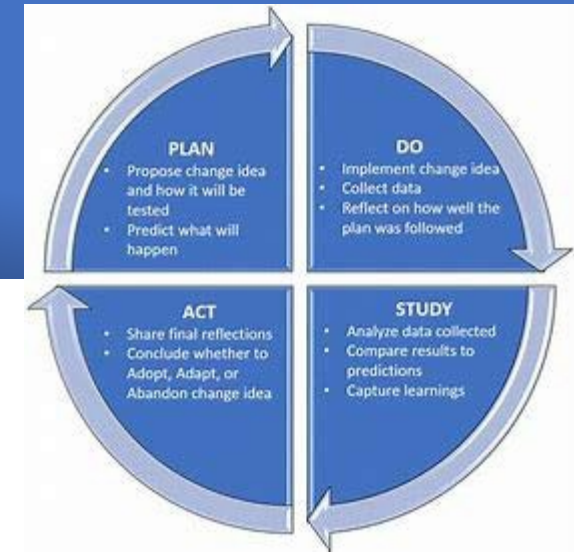 PLAN
• Propose change idea
and how it will be
tested
• Predict what will
happen
DO
• Implement change idea
• Collect data
• Reflect on how well the
plan was followed
ACT
• Share final reflections
• Conclude whether to
Adopt, Adapt, or
Abandon change idea
STUDY
• Analyze data collected
• Compare results to
predictions
• Capture learnings